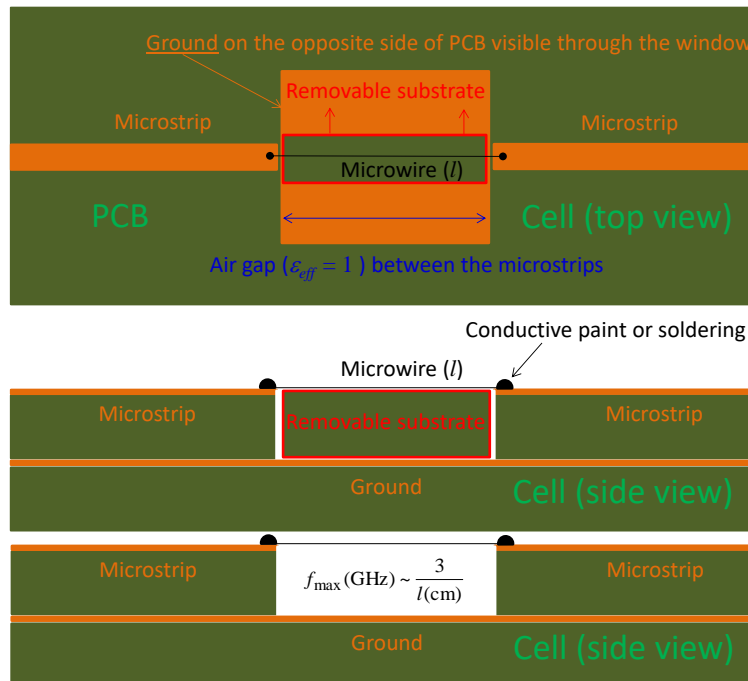 Ground on the opposite side of PCB visible through the window
Removable substrate
Microstrip
Microstrip
Microwire (l)
PCB
Cell (top view)
Air gap (ε_eff = 1 ) between the microstrips
Conductive paint or soldering
Microwire (l)
Microstrip
Removable substrate
Microstrip
Ground
Cell (side view)
Microstrip
f_max (GHz) ~ 3/l(cm)
Microstrip
Ground
Cell (side view)